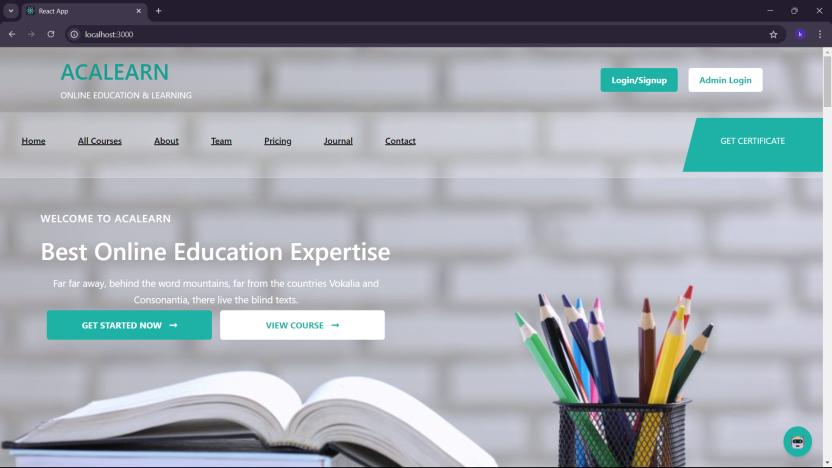 React App
localhost:3000
k
ACALEARN
ONLINE EDUCATION & LEARNING
Login/Signup
Admin Login
Home
All Courses
About
Team
Pricing
Journal
Contact
GET CERTIFICATE
WELCOME TO ACALEARN
Best Online Education Expertise
Far far away, behind the word mountains, far from the countries Vokalia and
Consonantia, there live the blind texts.
GET STARTED NOW →
VIEW COURSE →